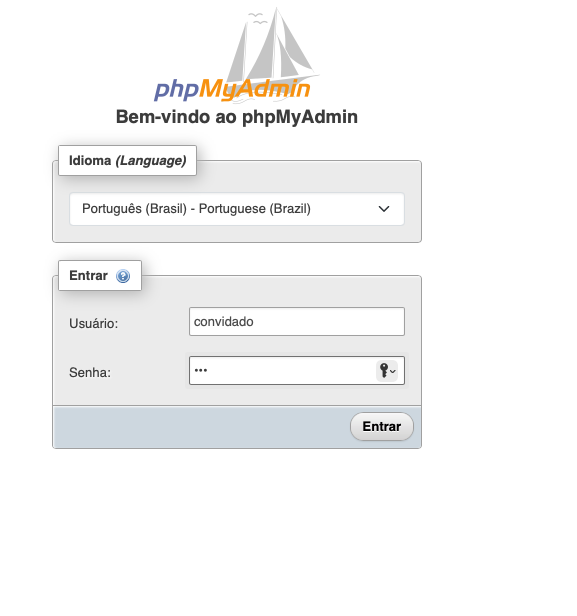 phpMyAdmin
Bem-vindo ao phpMyAdmin
Idioma (Language)
Português (Brasil) - Portuguese (Brazil)
Entrar
Usuário:
convidado
Senha:
•••
Entrar